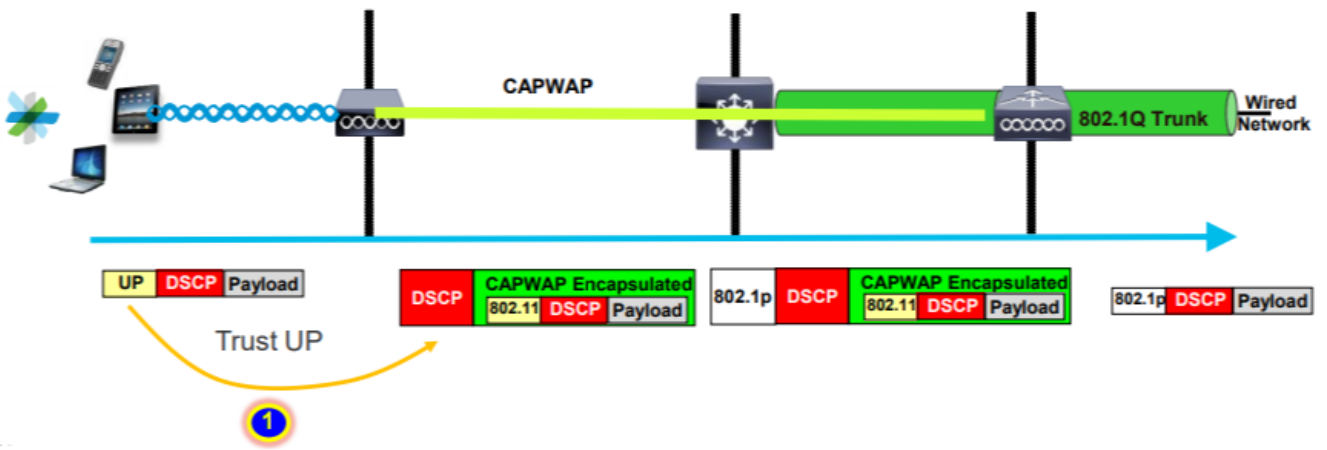 CAPWAP
802.1Q Trunk
Wired
Network
UP DSCP Payload
DSCP
CAPWAP Encapsulated
802.11 DSCP Payload
802.1p DSCP
CAPWAP Encapsulated
802.11 DSCP Payload
802.1p DSCP Payload
Trust UP
1